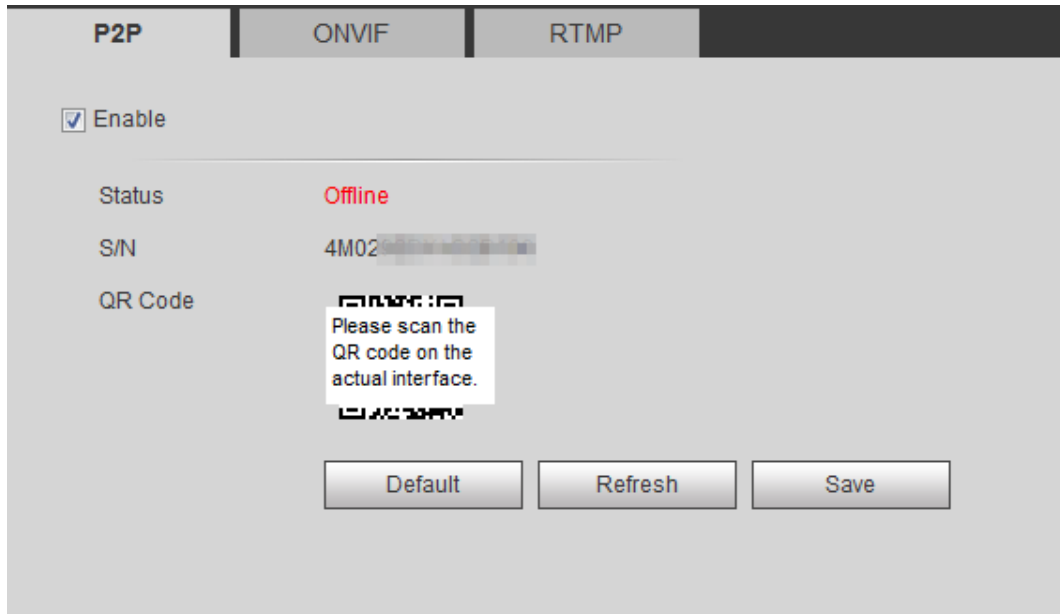 P2P ONVIF RTMP
Enable
Status Offline
S/N 4M02
QR Code
Please scan the
QR code on the
actual interface.
Default Refresh Save